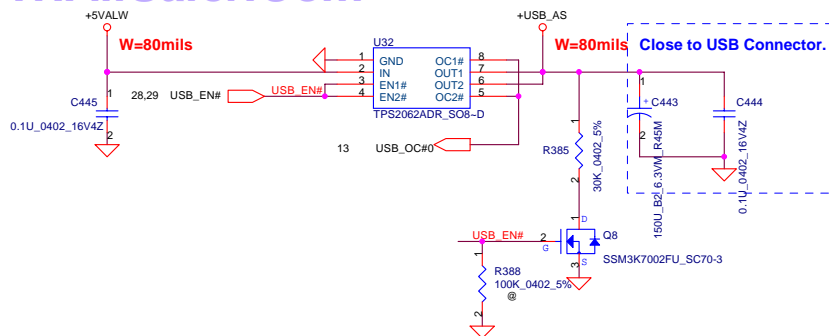 +5VALW
+USB_AS
W=80mils
U32
W=80mils
Close to USB Connector.
1 GND OC1# 8
2 IN OUT1 7
3 EN1# OUT2 6
4 EN2# OC2# 5
TPS2062ADR_SO8~D
28,29 USB_EN# USB_EN#
1
C445
0.1U_0402_16V4Z
2
13 USB_OC#0
1
R385
30K_0402_5%
2
1
+
C443
150U_B2_6.3VM_R45M
2
1
C444
0.1U_0402_16V4Z
2
USB_EN#
2
G
1
D
Q8
S
3
SSM3K7002FU_SC70-3
1
R388
100K_0402_5%
@
2